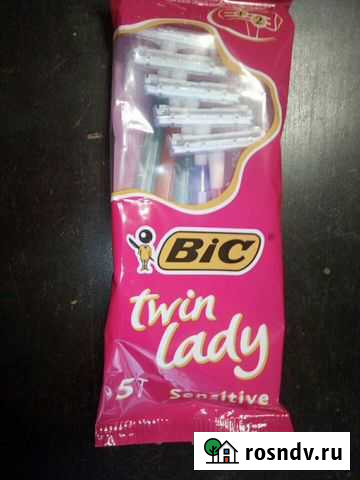 BIC
twin
lady
5
Sensitive
rosndv.ru